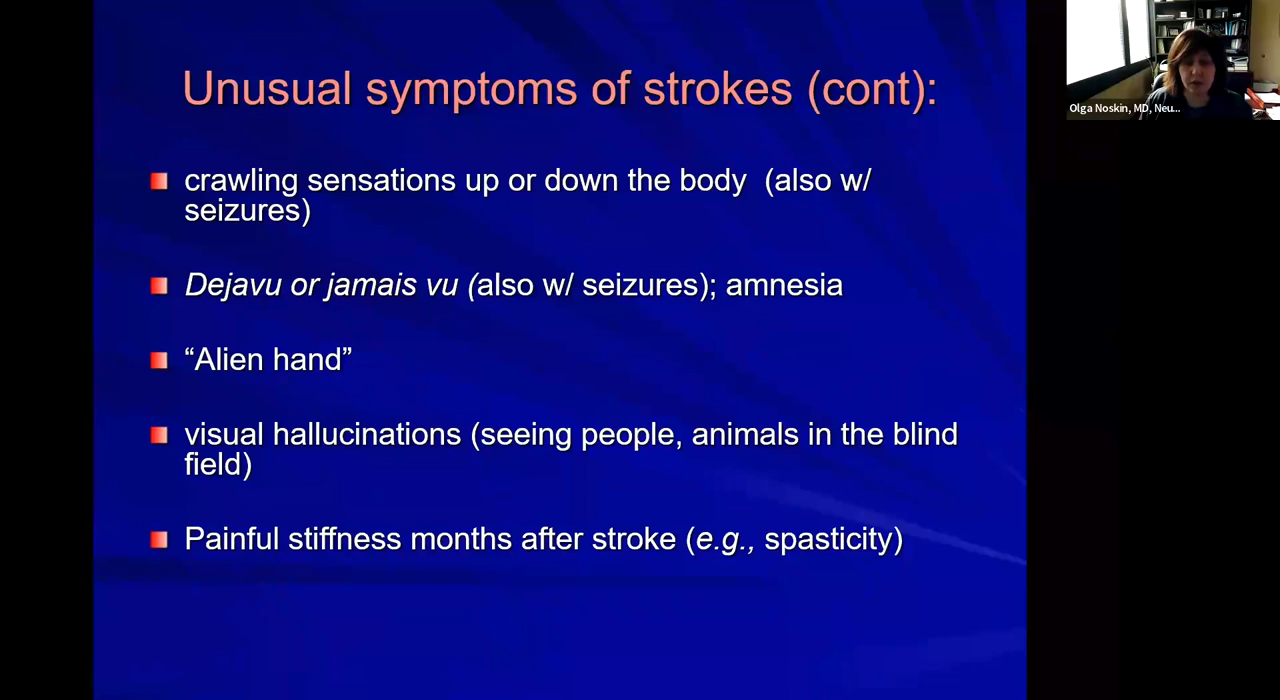 Unusual symptoms of strokes (cont):
crawling sensations up or down the body (also w/
seizures)
Dejavu or jamais vu (also w/ seizures); amnesia
“Alien hand”
visual hallucinations (seeing people, animals in the blind
field)
Painful stiffness months after stroke (e.g., spasticity)
Olga Noskin, MD, Neu...